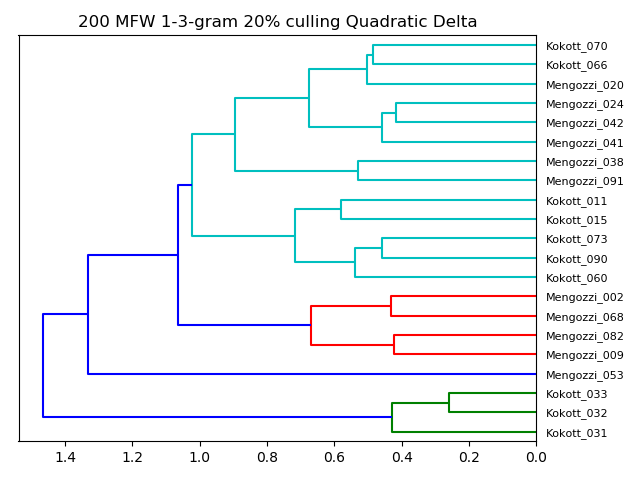 200 MFW 1-3-gram 20% culling Quadratic Delta
Kokott_070
Kokott_066
Mengozzi_020
Mengozzi_024
Mengozzi_042
Mengozzi_041
Mengozzi_038
Mengozzi_091
Kokott_011
Kokott_015
Kokott_073
Kokott_090
Kokott_060
Mengozzi_002
Mengozzi_068
Mengozzi_082
Mengozzi_009
Mengozzi_053
Kokott_033
Kokott_032
Kokott_031
1.4 1.2 1.0 0.8 0.6 0.4 0.2 0.0